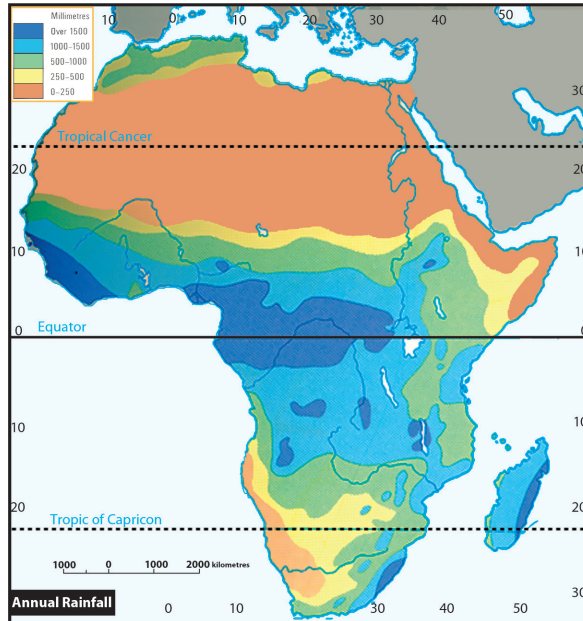 Millimetres
Over 1500
1000-1500
500-1000
250-500
0-250
10 0 10 20 30 40 50
30 30
Tropical Cancer
20 20
10 10
Equator
0 0
10 10
20 20
Tropic of Capricon
1000 0 1000 2000 kilometres
30
Annual Rainfall
0 10 20 30 40 50